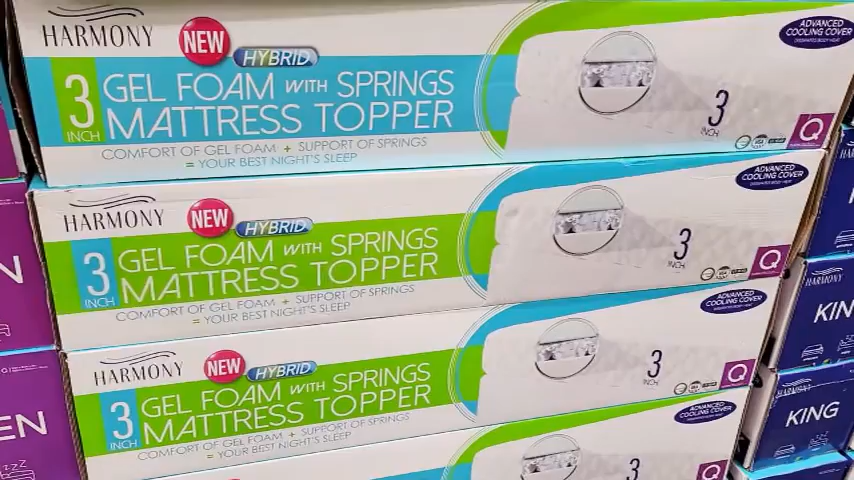 HARMONY
NEW
HYBRID
3 INCH
GEL FOAM WITH SPRINGS
MATTRESS TOPPER
COMFORT OF GEL FOAM + SUPPORT OF SPRINGS
= YOUR BEST NIGHT'S SLEEP
ADVANCED
COOLING COVER
3
INCH
Q
HARMONY
NEW
HYBRID
3 INCH
GEL FOAM WITH SPRINGS
MATTRESS TOPPER
COMFORT OF GEL FOAM + SUPPORT OF SPRINGS
= YOUR BEST NIGHT'S SLEEP
ADVANCED
COOLING COVER
3
INCH
Q
HARMONY
NEW
HYBRID
3 INCH
GEL FOAM WITH SPRINGS
MATTRESS TOPPER
COMFORT OF GEL FOAM + SUPPORT OF SPRINGS
= YOUR BEST NIGHT'S SLEEP
ADVANCED
COOLING COVER
3
INCH
Q
ADVANCED
COOLING COVER
3
Q
N
EEN
HARMONY
KIN
HARMONY
KING